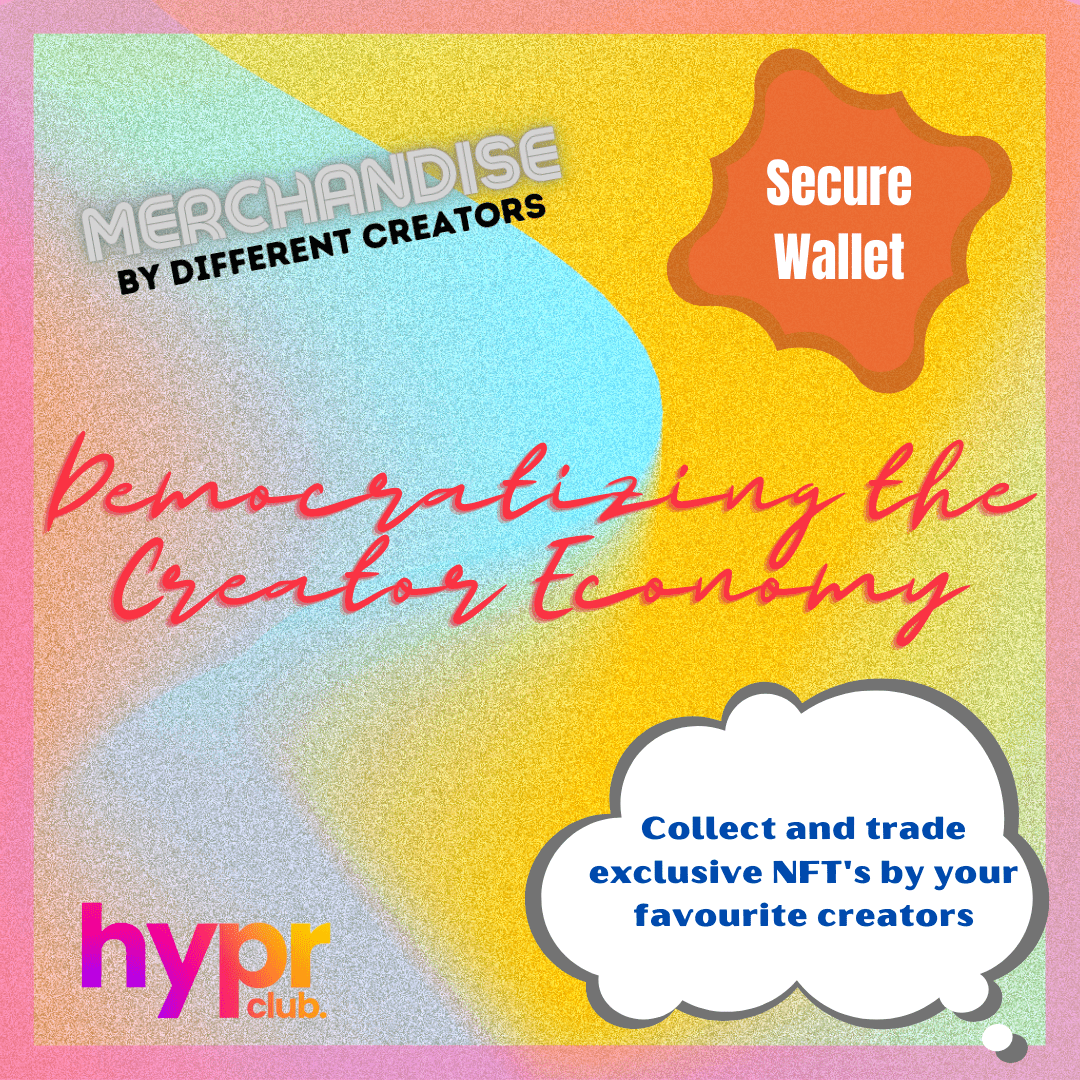 MERCHANDISE
BY DIFFERENT CREATORS
Secure
Wallet
Democratizing the
Creator Economy
Collect and trade
exclusive NFT's by your
favourite creators
hypr
club.